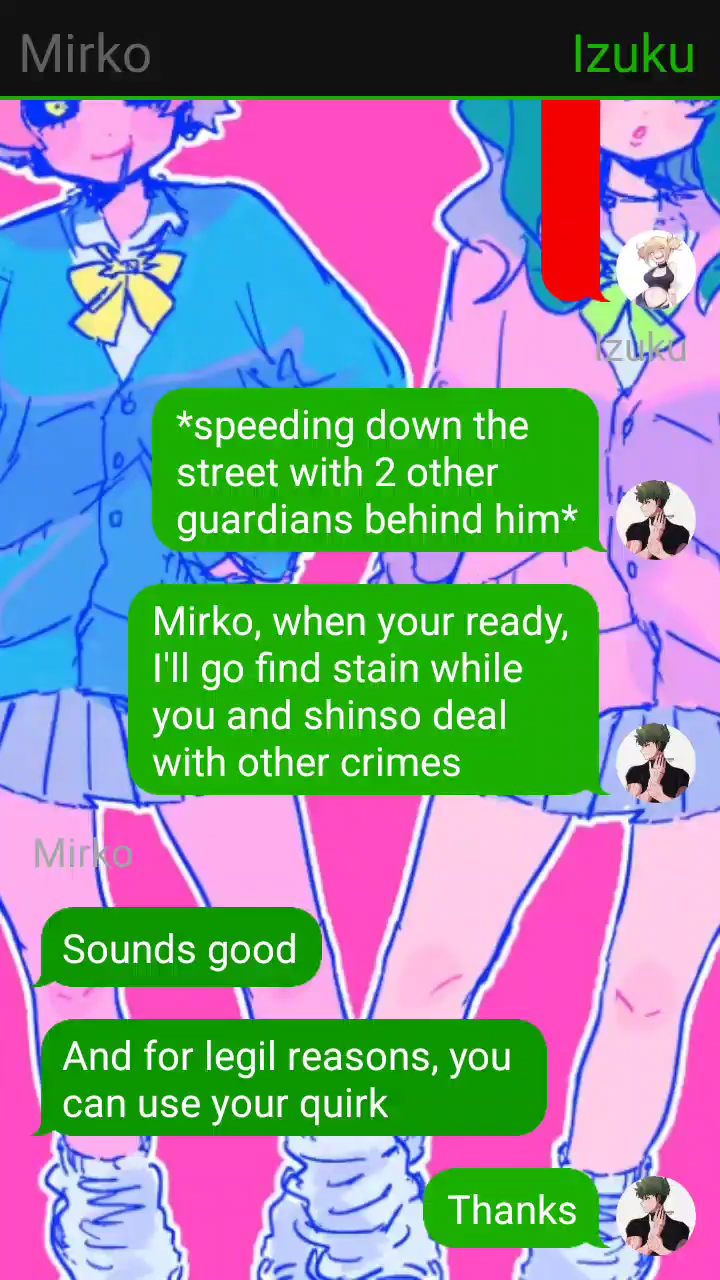 Mirko
Izuku
Izuku
*speeding down the
street with 2 other
guardians behind him*
Mirko, when your ready,
I'll go find stain while
you and shinso deal
with other crimes
Mirko
Sounds good
And for legil reasons, you
can use your quirk
Thanks